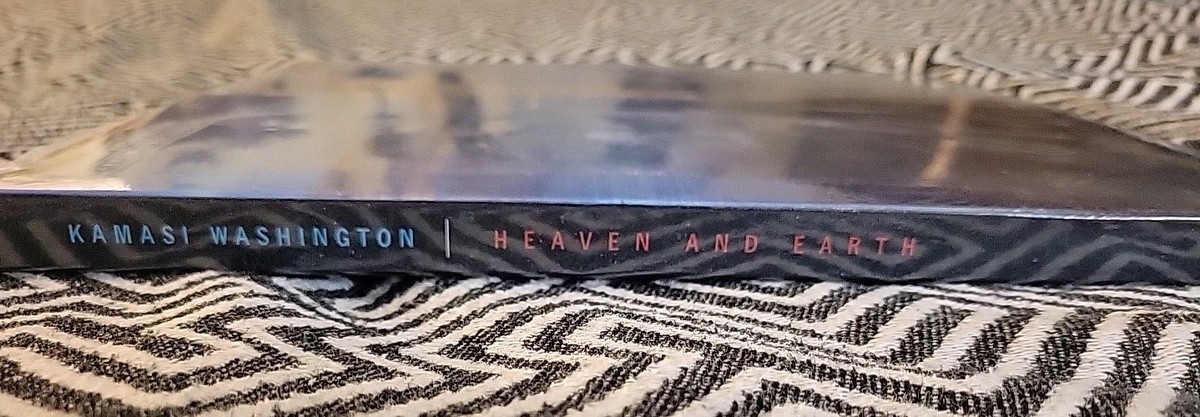 KAMASI WASHINGTON | HEAVEN AND EARTH